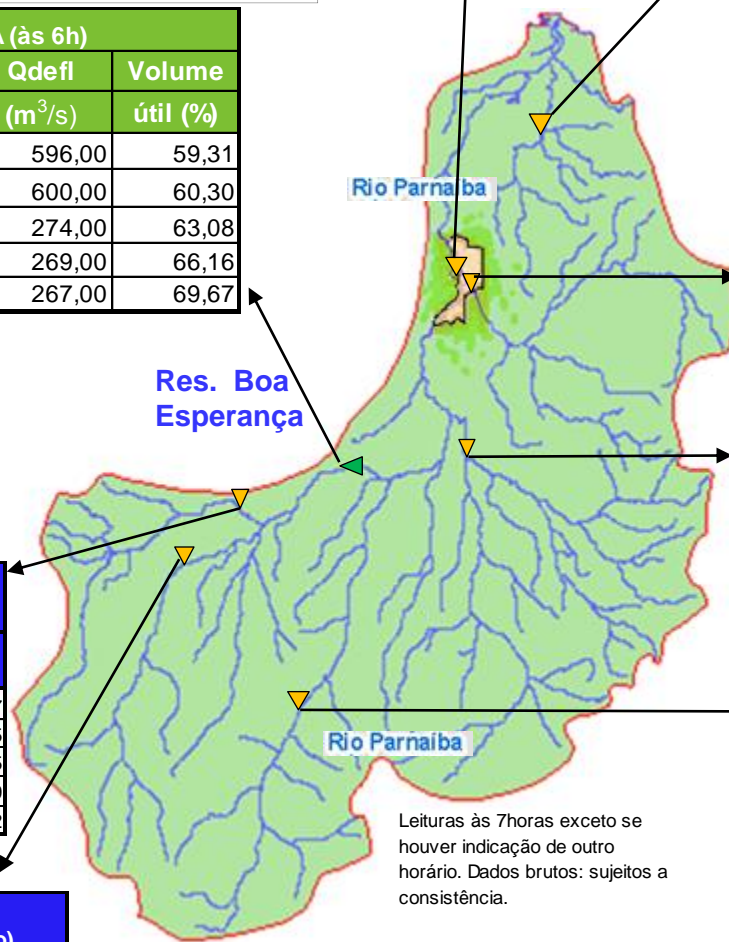 (às 6h)
Qdefl Volume
(m³/s) útil (%)
596,00 59,31
600,00 60,30
274,00 63,08
269,00 66,16
267,00 69,67
Rio Parnaíba
Res. Boa
Esperança
Rio Parnaíba
Leituras às 7horas exceto se
houver indicação de outro
horário. Dados brutos: sujeitos a
consistência.